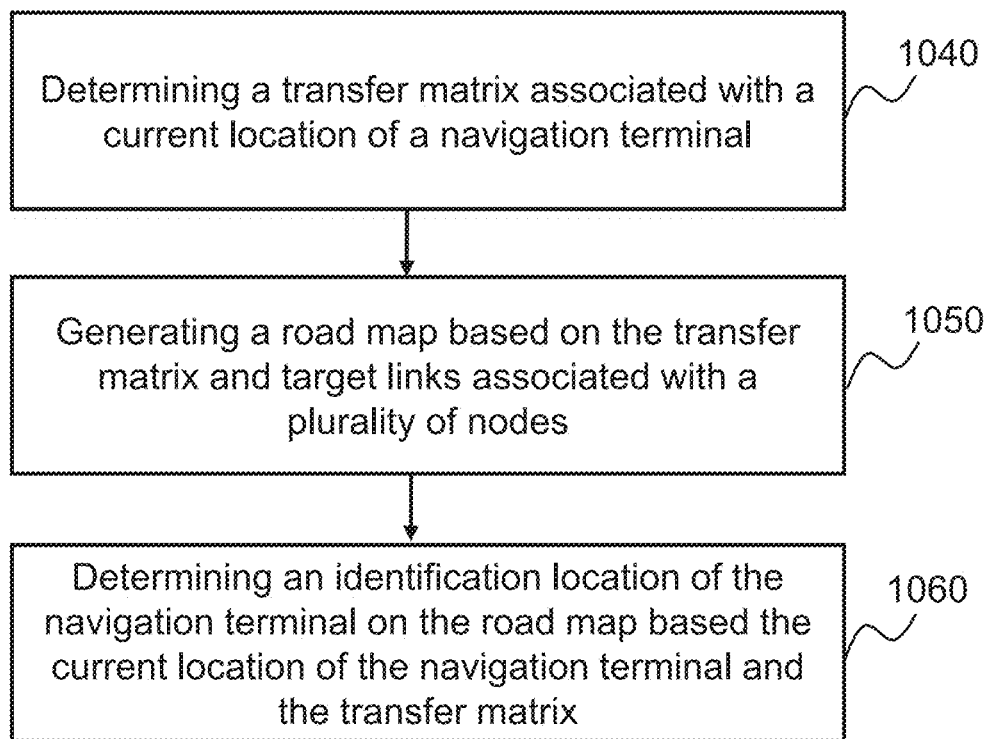 1040
Determining a transfer matrix associated with a
current location of a navigation terminal
1050
Generating a road map based on the transfer
matrix and target links associated with a
plurality of nodes
1060
Determining an identification location of the
navigation terminal on the road map based the
current location of the navigation terminal and
the transfer matrix